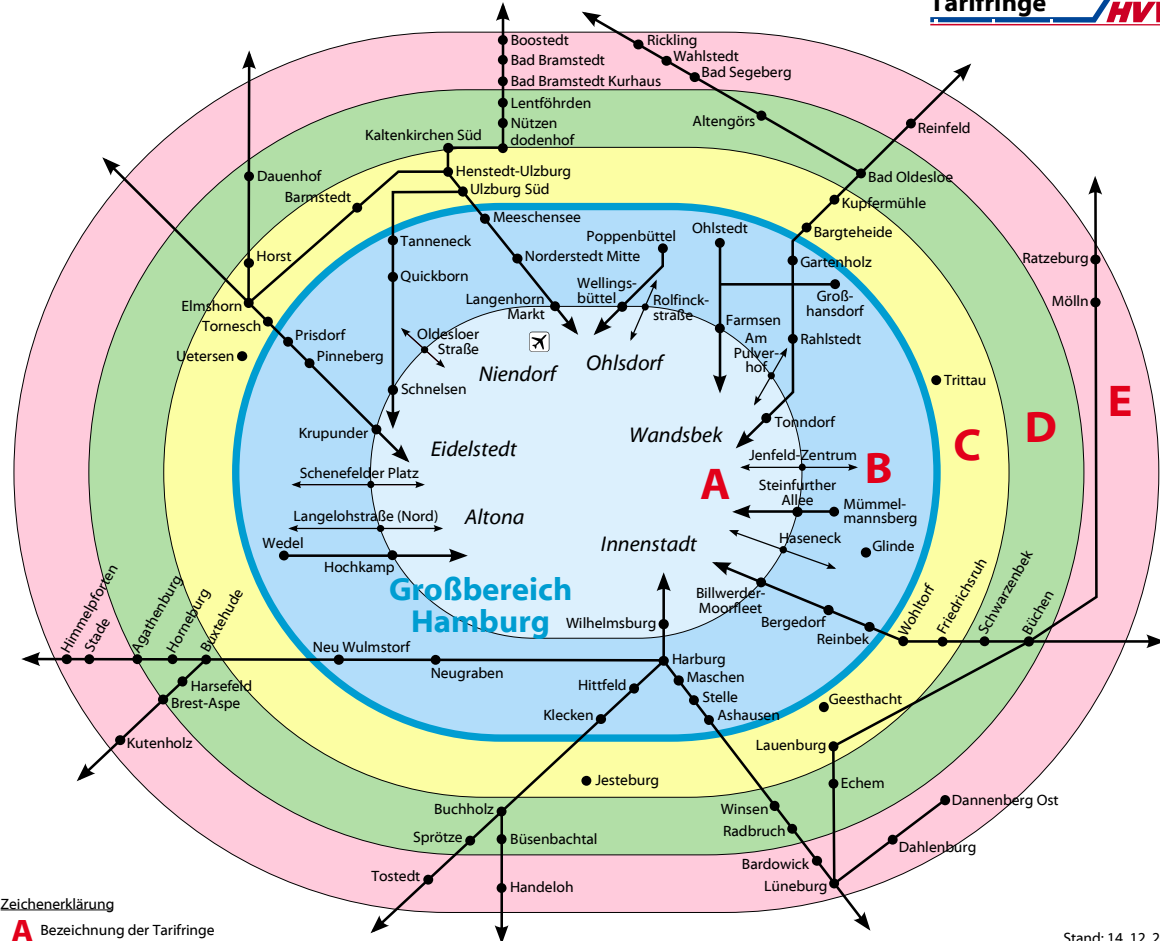 Tarifringe
HV
Boostedt
Bad Bramstedt
Bad Bramstedt Kurhaus
Lentföhrden
Nützen
dodenhof
Kaltenkirchen Süd
Henstedt-Ulzburg
Ulzburg Süd
Rickling
Wahlstedt
Bad Segeberg
Altengörs
Reinfeld
Bad Oldesloe
Kupfermühle
Bargteheide
Dauenhof
Barmstedt
Horst
Elmshorn
Tornesch
Prisdorf
Pinneberg
Uetersen
Krupunder
Meeschensee
Tanneck
Quickborn
Norderstedt Mitte
Langenhorn
Markt
Oldesloer
Straße
Schnelsen
Poppenbüttel
Wellings-
büttel
Rolfinck-
straße
Ohlstedt
Gartenholz
Groß-
hansdorf
Farmsen
Am
Pulver-
hof
Rahlstedt
Tonndorf
Ratzeburg
Mölln
Trittau
Niendorf
Ohlsdorf
Eidelstedt
Wandsbek
Altona
Innenstadt
A
B
C
D
E
Schenefelder Platz
Langelohstraße (Nord)
Wedel
Hochkamp
Jenfeld-Zentrum
Steinfurther
Allee
Mümmel-
mannsberg
Haseneck
Glinde
Großbereich
Hamburg
Billwerder-
Moorfleet
Bergedorf
Reinbek
Wohltorf
Friedrichsruh
Schwarzenbek
Büchen
Himmelpforten
Stade
Agathenburg
Horneburg
Buxtehude
Neu Wulmstorf
Neugraben
Wilhelmsburg
Harburg
Maschen
Stelle
Ashausen
Hittfeld
Klecken
Harsefeld
Brest-Aspe
Kutenholz
Geesthacht
Lauenburg
Echem
Jesteburg
Buchholz
Sprötze
Büsenbachtal
Tostedt
Handeloh
Winsen
Radbruch
Bardowick
Lüneburg
Dannenberg Ost
Dahlenburg
Zeichenerklärung
A Bezeichnung der Tarifringe
Stand: 14. 12. 2